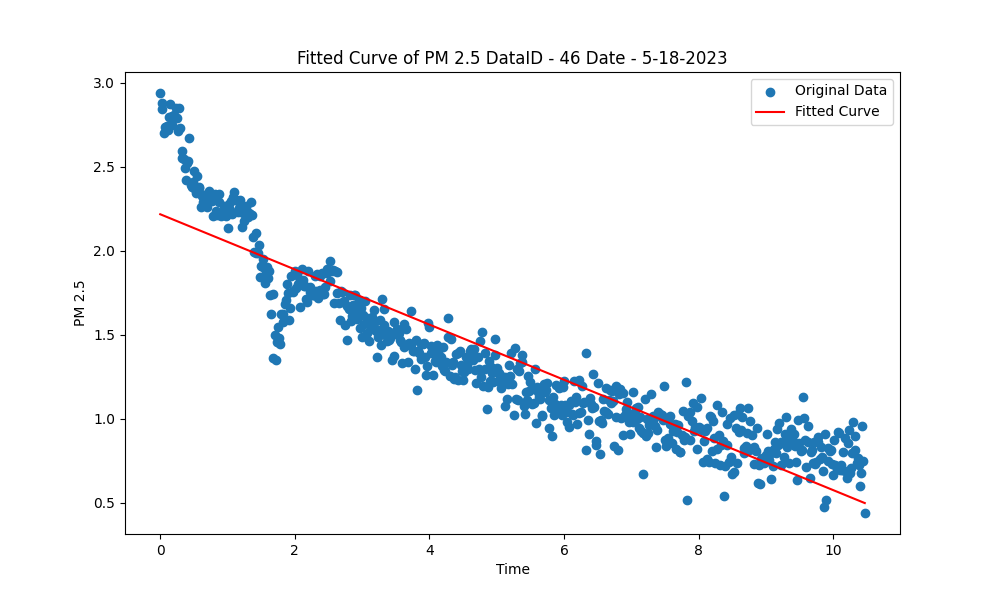 Fitted Curve of PM 2.5 DataID - 46 Date - 5-18-2023
Original Data
Fitted Curve
3.0
2.5
2.0
1.5
1.0
0.5
PM 2.5
0 2 4 6 8 10
Time